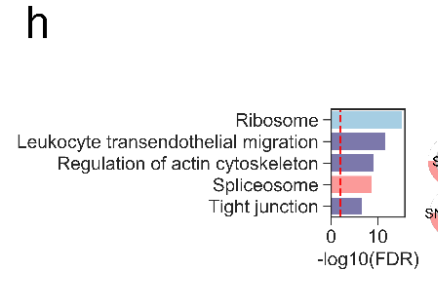 h
Ribosome
Leukocyte transendothelial migration
Regulation of actin cytoskeleton
Spliceosome
Tight junction
0 10
-log10(FDR)